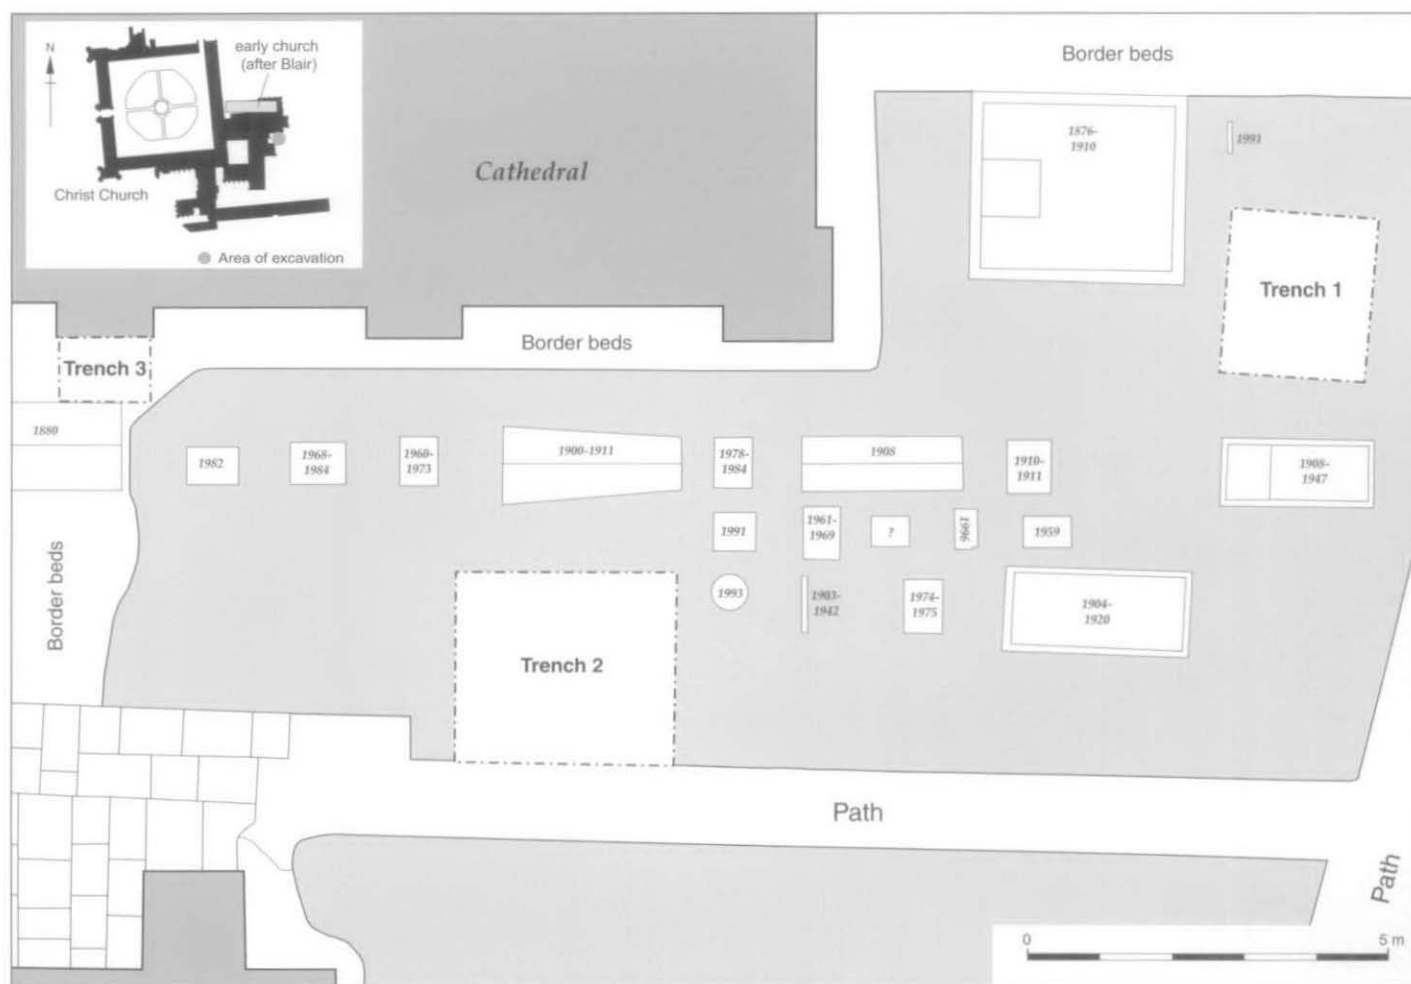 N
early church
(after Blair)
Christ Church
Area of excavation
Cathedral
Border beds
1876-
1910
1991
Trench 1
Border beds
Trench 3
1880
1982
1968-
1984
1960-
1973
1900-1911
1978-
1984
1908
1910-
1911
1908-
1947
1991
1961-
1969
?
1996
1959
Border beds
1993
1903-
1942
1974-
1975
1904-
1920
Trench 2
Path
Path
0
5 m